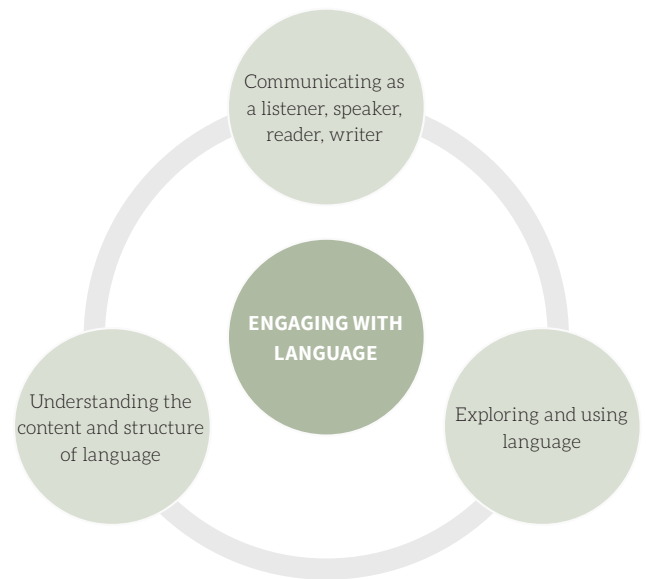 Communicating as
a listener, speaker,
reader, writer
ENGAGING WITH
LANGUAGE
Understanding the
content and structure
of language
Exploring and using
language